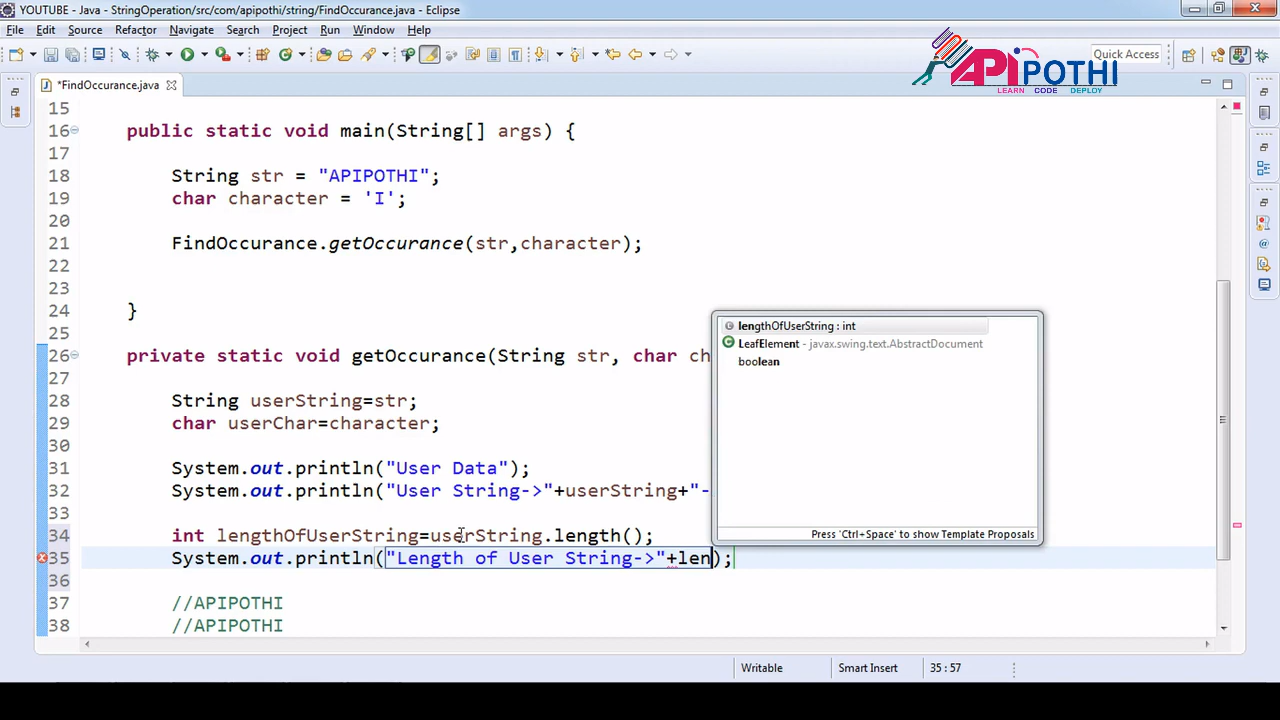 YOUTUBE - Java - StringOperation/src/com/apipothi/string/FindOccurance.java - Eclipse
File Edit Source Refactor Navigate Search Project Run Window Help
Quick Access
APIPOTHI
LEARN CODE DEPLOY
*FindOccurance.java
15
16 public static void main(String[] args) {
17
18 String str = "APIPOTHI";
19 char character = 'I';
20
21 FindOccurance.getOccurance(str,character);
22
23
24 }
26 private static void getOccurance(String str, char ch
27
28 String userString=str;
29 char userChar=character;
30
31 System.out.println("User Data");
32 System.out.println("User String->"+userString+"-
34 int lengthOfUserString=userString.length();
35 System.out.println("Length of User String->"+len);
36
37 //APIPOTHI
38 //APIPOTHI
lengthOfUserString : int
LeafElement - javax.swing.text.AbstractDocument
boolean
Press 'Ctrl+Space' to show Template Proposals
Writable Smart Insert 35 : 57